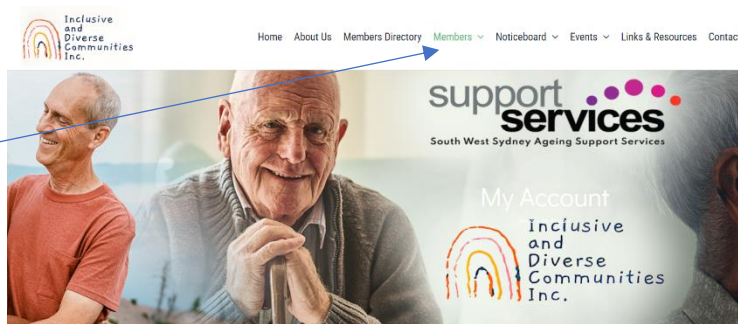 Inclusive
and
Diverse
Communities
Inc.
Home About Us Members Directory Members Noticeboard Events Links & Resources Contac
support
services
South West Sydney Ageing Support Services
My Account
Inclusive
and
Diverse
Communities
Inc.